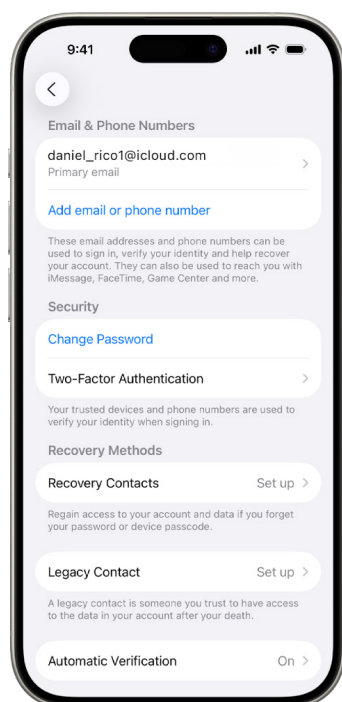 9:41
Email & Phone Numbers
daniel_rico1@icloud.com
Primary email
Add email or phone number
These email addresses and phone numbers can be
used to sign in, verify your identity and help recover
your account. They can also be used to reach you with
iMessage, FaceTime, Game Center and more.
Security
Change Password
Two-Factor Authentication
Your trusted devices and phone numbers are used to
verify your identity when signing in.
Recovery Methods
Recovery Contacts Set up
Regain access to your account and data if you forget
your password or device passcode.
Legacy Contact Set up
A legacy contact is someone you trust to have access
to the data in your account after your death.
Automatic Verification On